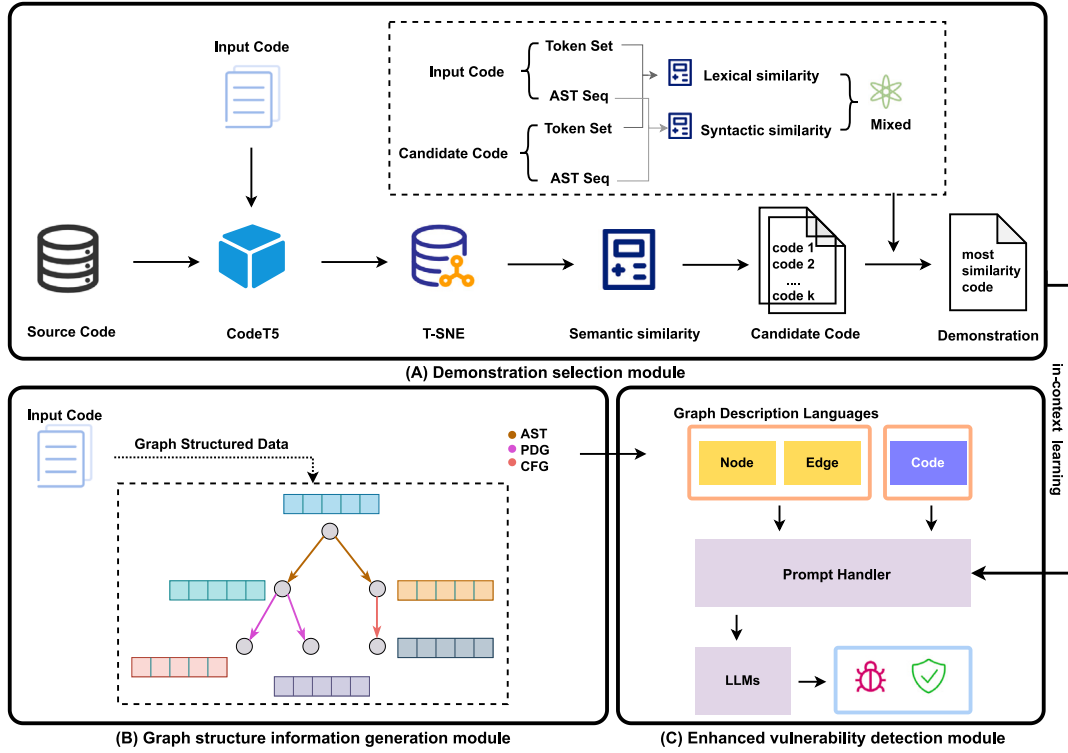 Input Code
Token Set
Input Code
AST Seq
Token Set
Candidate Code
AST Seq
Lexical similarity
Syntactic similarity
Mixed
code 1
code 2
....
code k
most
similarity
code
Source Code
CodeT5
T-SNE
Semantic similarity
Candidate Code
Demonstration
(A) Demonstration selection module
in-context learning
Input Code
Graph Structured Data
AST
PDG
CFG
(B) Graph structure information generation module
Graph Description Languages
Node
Edge
Code
Prompt Handler
LLMs
(C) Enhanced vulnerability detection module